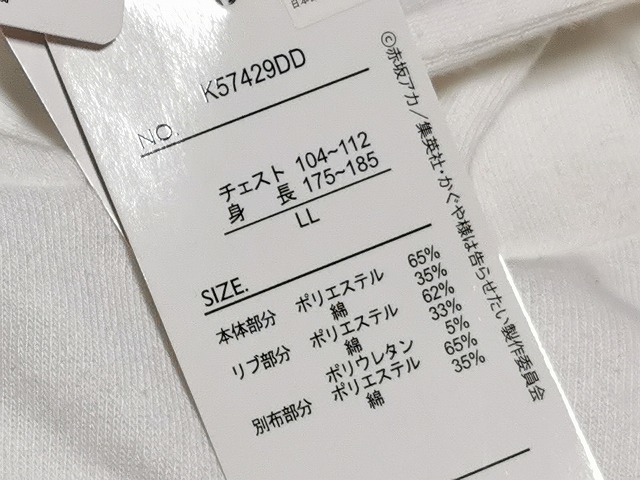 NO. K57429DD
チェスト 104~112
身 長 175~185
LL
SIZE.
本体部分 ポリエステル 65%
綿 35%
リブ部分 ポリエステル 62%
綿 33%
ポリウレタン 5%
別布部分 ポリエステル 65%
綿 35%
©赤坂アカ/集英社・かぐや様は告らせたい製作委員会